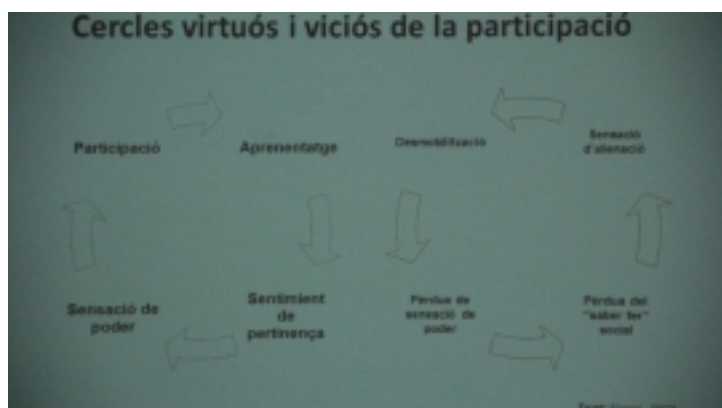 Cercles virtuós i viciós de la participació
Participació
Aprenentatge
Desmobilització
Sensació
d'alienació
Sensació de
poder
Sentimient
de
pertinença
Pèrdua de
sensació de
poder
Pèrdua del
"saber fer"
social